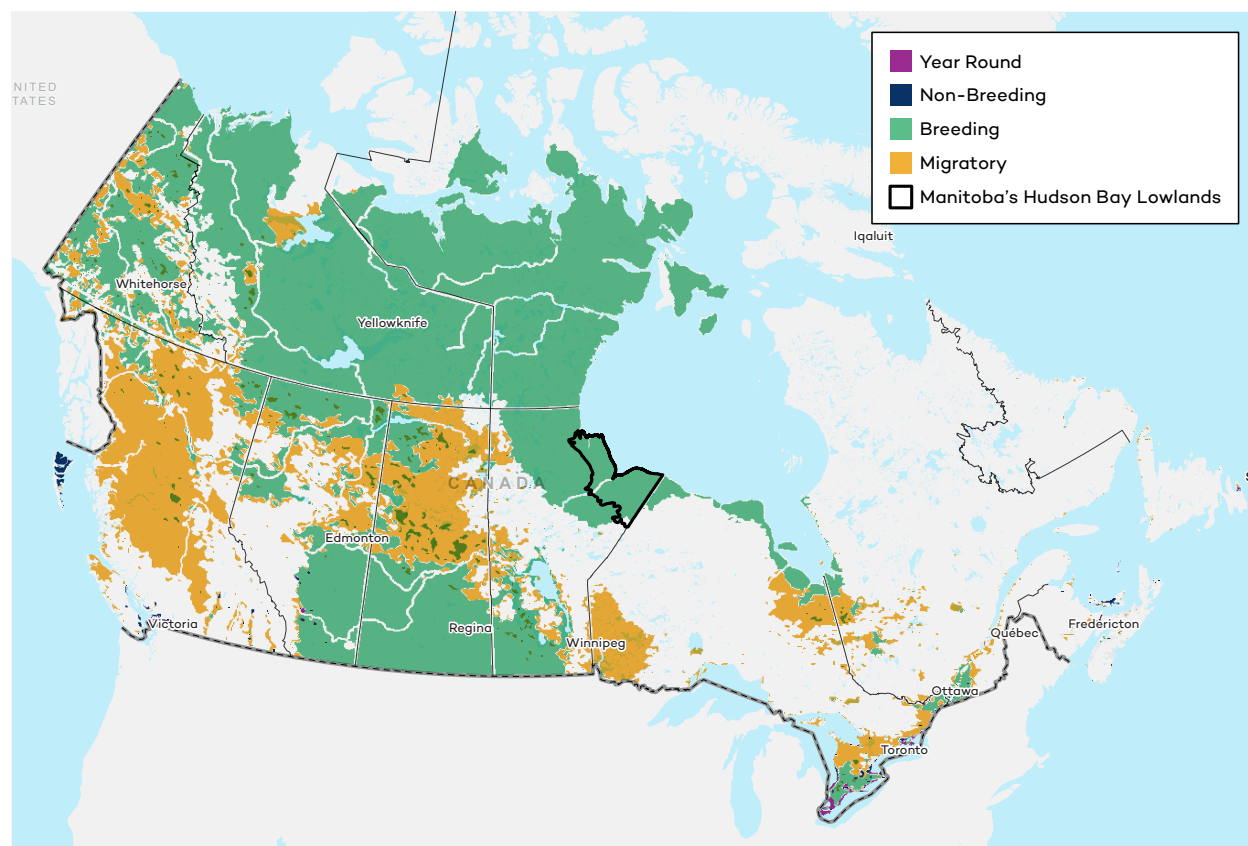 NITED
TATES
Year Round
Non-Breeding
Breeding
Migratory
Manitoba's Hudson Bay Lowlands
Iqaluit
Whitehorse
Yellowknife
CANADA
Edmonton
Victoria
Regina
Winnipeg
Québec
Fredericton
Ottawa
Toronto